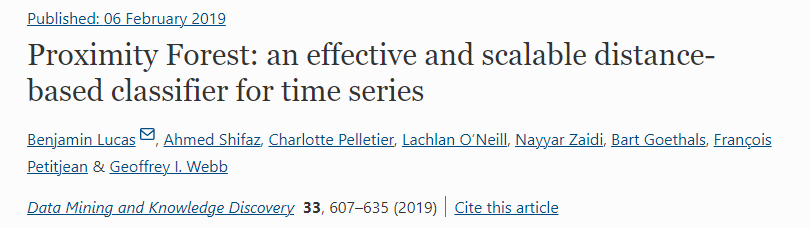 Published: 06 February 2019
Proximity Forest: an effective and scalable distance-
based classifier for time series
Benjamin Lucas, Ahmed Shifaz, Charlotte Pelletier, Lachlan O’Neill, Nayyar Zaidi, Bart Goethals, François
Petitjean & Geoffrey I. Webb
Data Mining and Knowledge Discovery 33, 607–635 (2019) | Cite this article